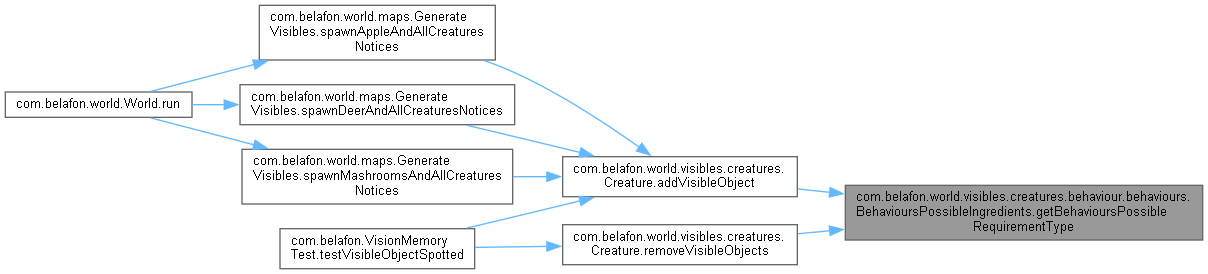 com.belafon.world.maps.Generate
Visibles.spawnAppleAndAllCreatures
Notices
com.belafon.world.World.run
com.belafon.world.maps.Generate
Visibles.spawnDeerAndAllCreaturesNotices
com.belafon.world.maps.Generate
Visibles.spawnMashroomsAndAllCreatures
Notices
com.belafon.VisionMemory
Test.testVisibleObjectSpotted
com.belafon.world.visibles.creatures.
Creature.addVisibleObject
com.belafon.world.visibles.creatures.
Creature.removeVisibleObjects
com.belafon.world.visibles.creatures.behaviour.behaviours.
BehavioursPossibleIngredients.getBehavioursPossible
RequirementType